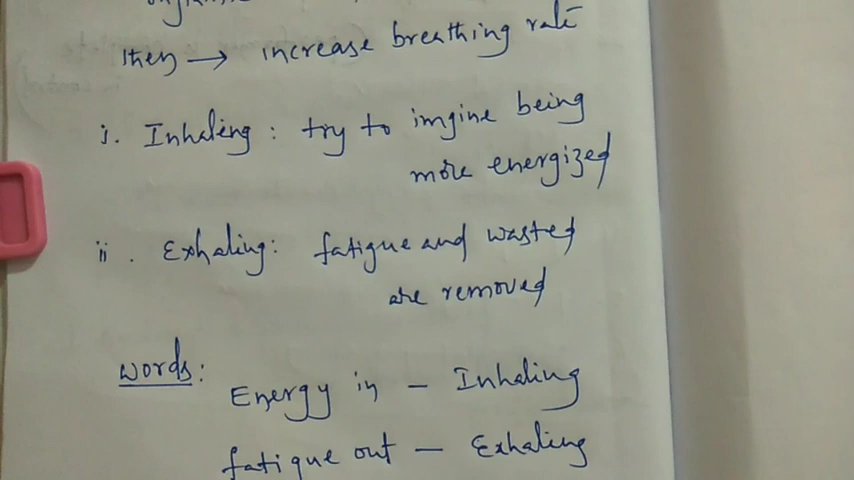 then → increase breathing rate
i. Inhaling: try to imgine being
more energized
ii. Exhaling: fatigue and wasted
are removed
words:
Energy in – Inhaling
fatigue out – Exhaling